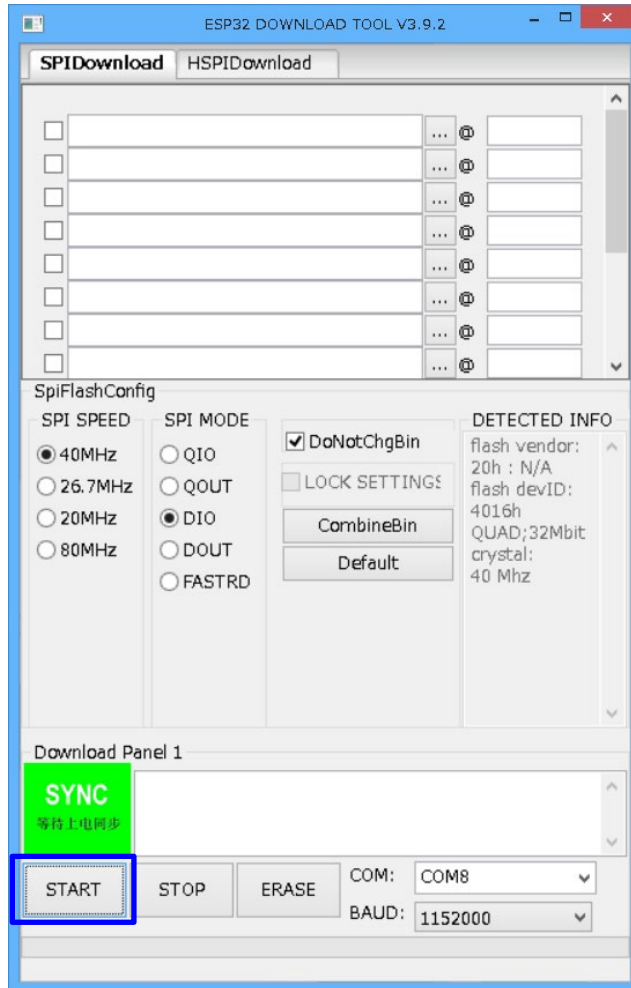 ESP32 DOWNLOAD TOOL V3.9.2
SPIDownload HSPIDownload
... @
... @
... @
... @
... @
... @
... @
... @
SpiFlashConfig
SPI SPEED
40MHz
26.7MHz
20MHz
80MHz
SPI MODE
QIO
QOUT
DIO
DOUT
FASTRD
DoNotChgBin
LOCK SETTINGS
CombineBin
Default
DETECTED INFO
flash vendor:
20h : N/A
flash devID:
4016h
QUAD;32Mbit
crystal:
40 Mhz
Download Panel 1
SYNC
等待上电同步
START STOP ERASE
COM: COM8
BAUD: 1152000